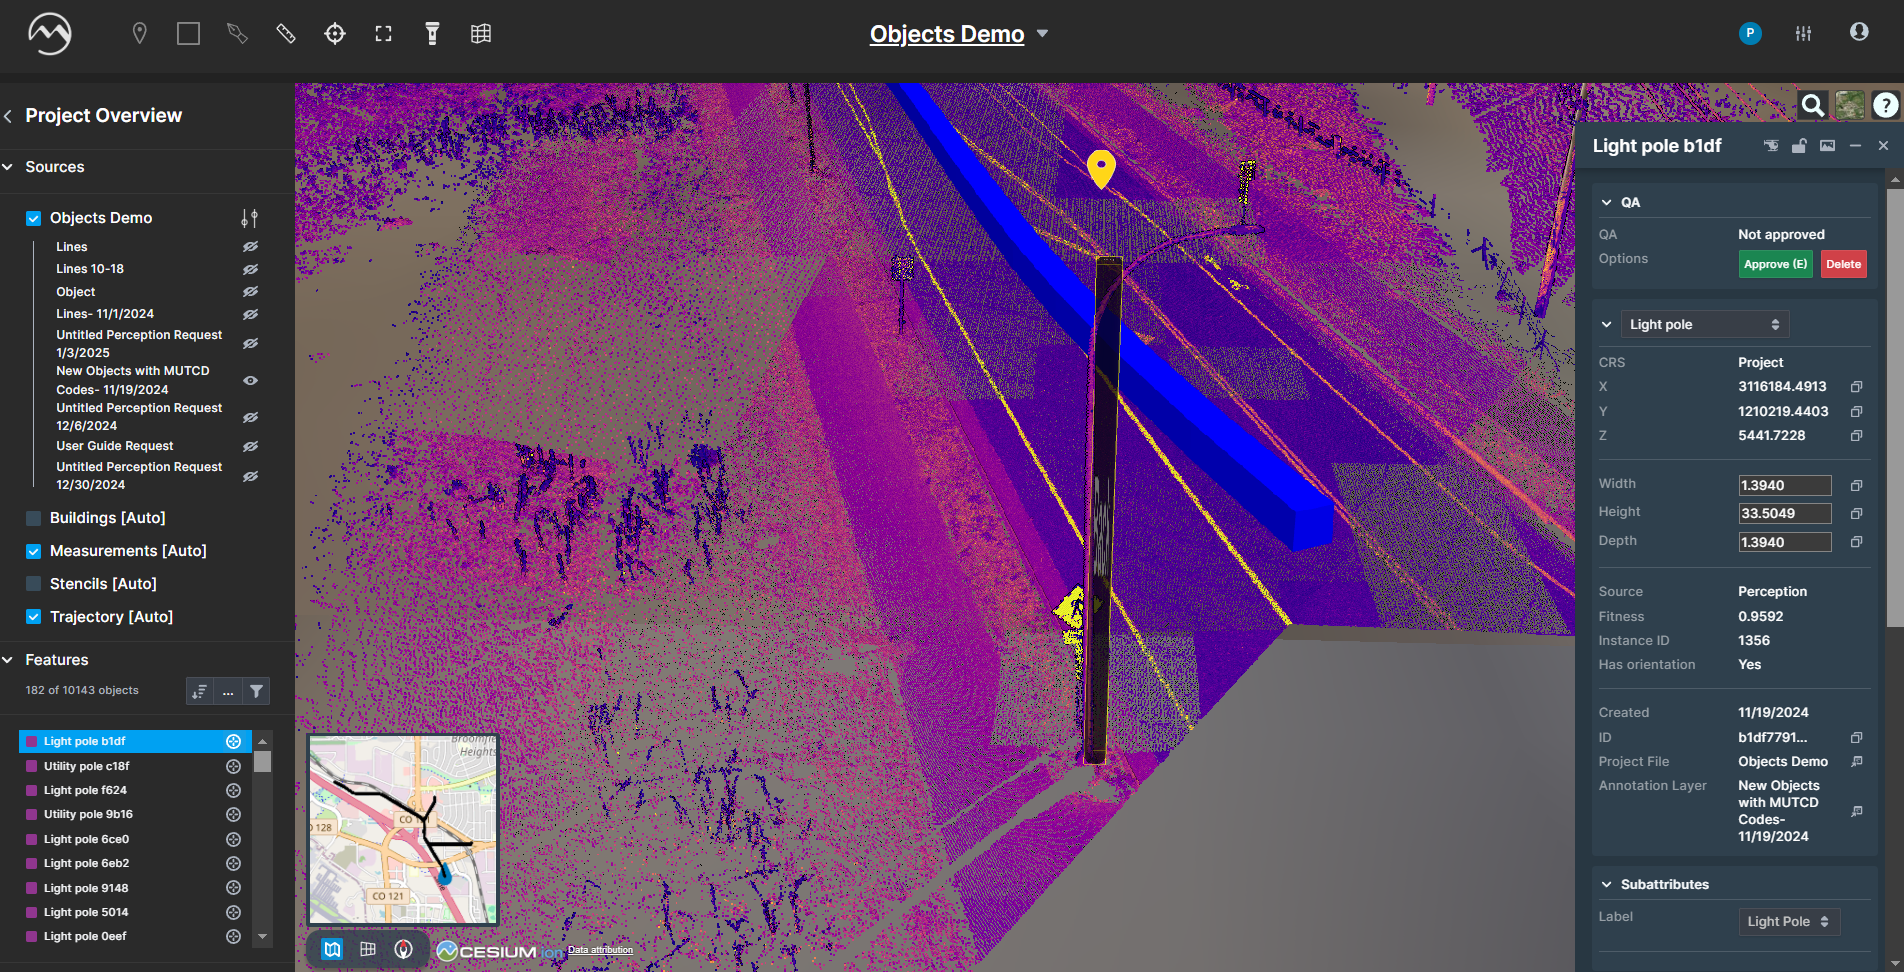 Objects Demo
P
Project Overview
Sources
Objects Demo
Lines
Lines 10-18
Object
Lines- 11/1/2024
Untitled Perception Request
1/3/2025
New Objects with MUTCD
Codes- 11/19/2024
Untitled Perception Request
12/6/2024
User Guide Request
Untitled Perception Request
12/30/2024
Buildings [Auto]
Measurements [Auto]
Stencils [Auto]
Trajectory [Auto]
Features
182 of 10143 objects
...
Light pole b1df
Utility pole c18f
Light pole f624
Utility pole 9b16
Light pole 6ce0
Light pole 6eb2
Light pole 9148
Light pole 5014
Light pole 0eef
Back
Heights
CO 121
CESIUM ion
Data attribution
?
Light pole b1df
QA
QA Not approved
Options Approve (E) Delete
Light pole
CRS Project
X 3116184.4913
Y 1210219.4403
Z 5441.7228
Width 1.3940
Height 33.5049
Depth 1.3940
Source Perception
Fitness 0.9592
Instance ID 1356
Has orientation Yes
Created 11/19/2024
ID b1df7791...
Project File Objects Demo
Annotation Layer New Objects
with MUTCD
Codes-
11/19/2024
Subattributes
Label Light Pole